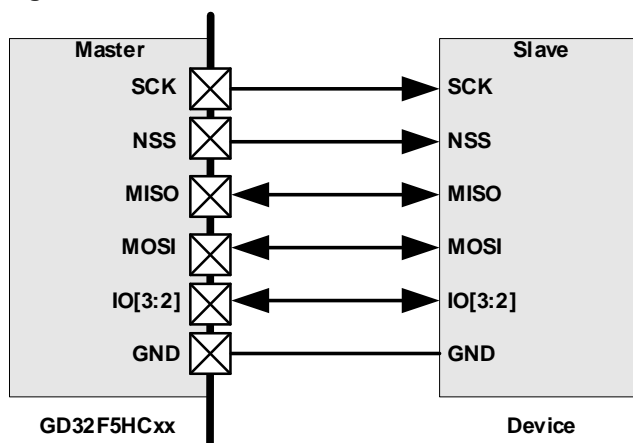 Master Slave
SCK SCK
NSS NSS
MISO MISO
MOSI MOSI
IO[3:2] IO[3:2]
GND GND
GD32F5HCxx Device